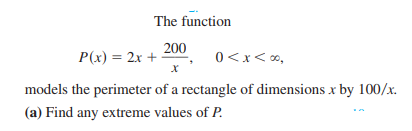 The function
P(x) = 2x + 200/x, 0 < x < ∞,
models the perimeter of a rectangle of dimensions x by 100/x.
(a) Find any extreme values of P.